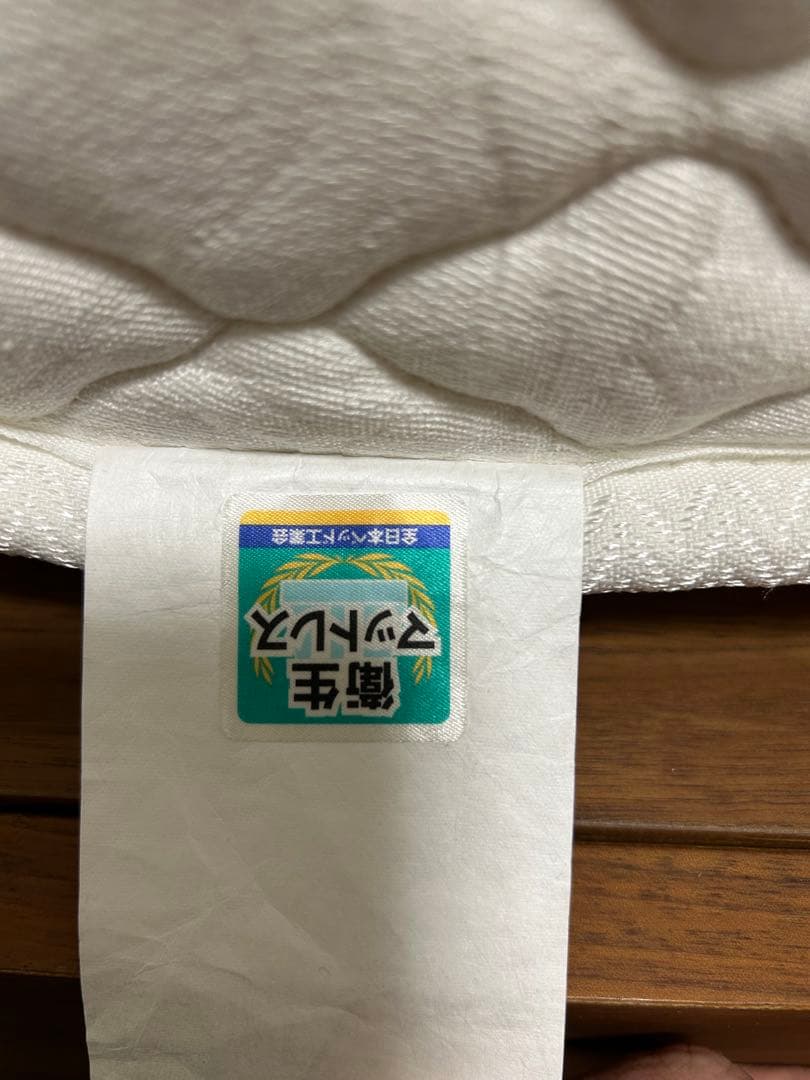 衛生
マットレス
全日本ベッド工業会